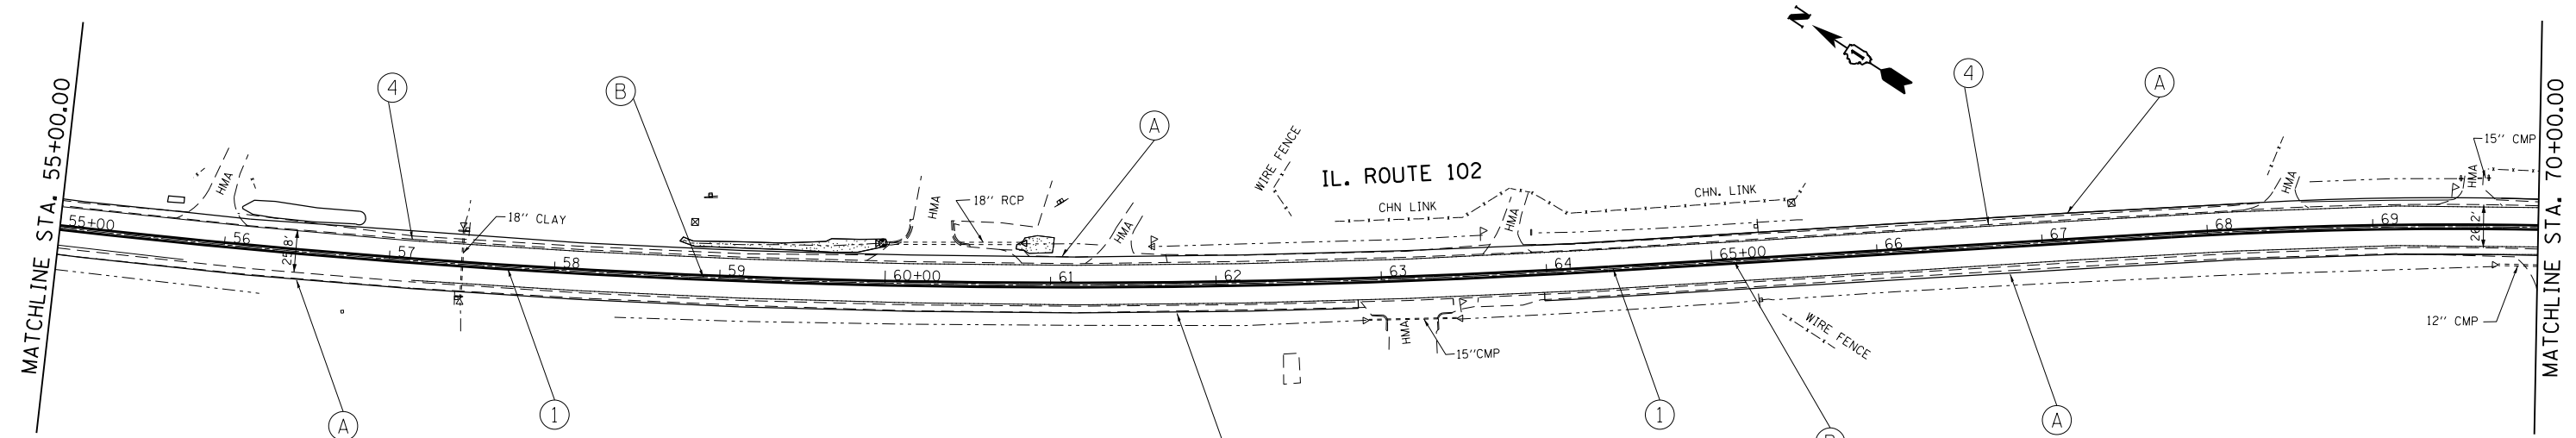 MATCHLINE STA. 55+00.00
4
B
A
N
4
A
MATCHLINE STA. 70+00.00
15" CMP
WIRE FENCE
IL. ROUTE 102
CHN LINK
CHN. LINK
HMA
18" CLAY
HMA
18" RCP
HMA
HMA
HMA
HMA
55+00
56
57
58
59
60+00
61
62
63
64
65+00
66
67
68
69
25.8'
HMA
15"CMP
WIRE FENCE
12" CMP
A
1
1
A